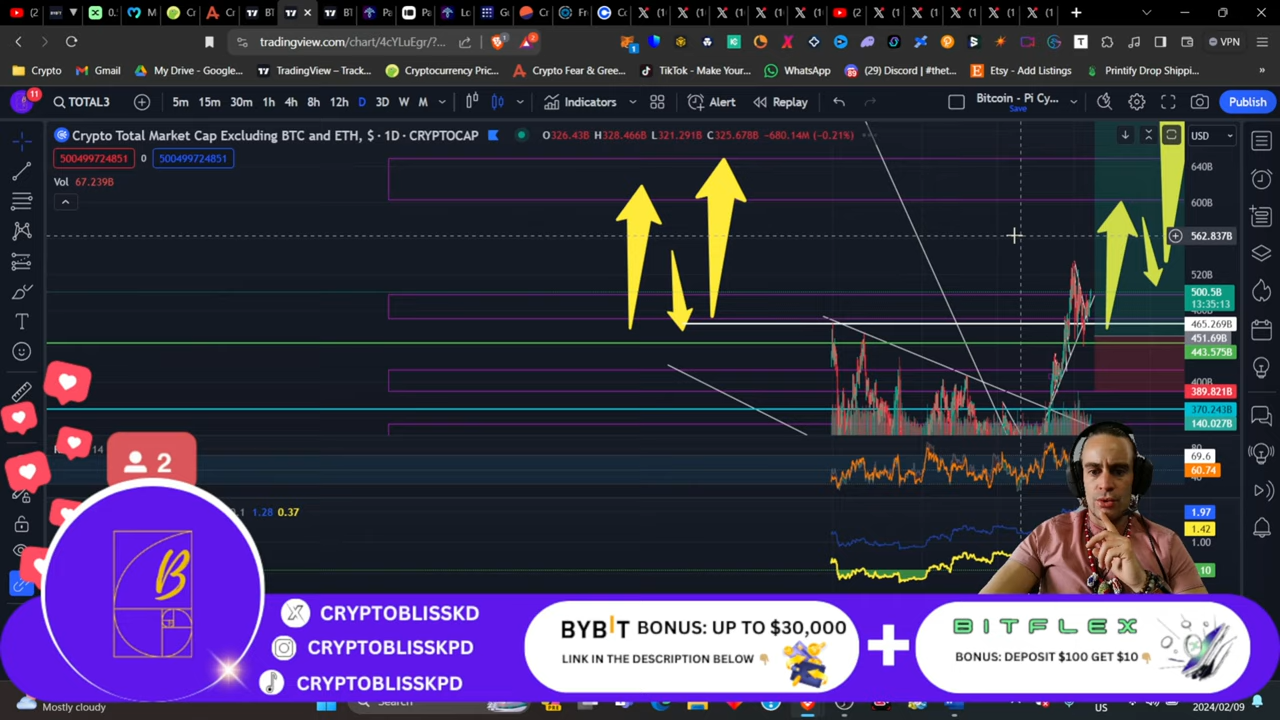 tradingview.com/chart/4cYLuEgr/?...
VPN
Crypto
Gmail
My Drive - Google...
TradingView – Track...
Cryptocurrency Pric...
Crypto Fear & Gree...
TikTok - Make Your...
WhatsApp
(29) Discord | #thet...
Etsy - Add Listings
Printify Drop Shippi...
11
TOTAL3
5m 15m 30m 1h 4h 8h 12h D 3D W M
Indicators
Alert
Replay
Bitcoin - Pi Cy...
Save
Publish
Crypto Total Market Cap Excluding BTC and ETH, $ · 1D · CRYPTOCAP
O326.43B H328.466B L321.291B C325.678B -680.14M (-0.21%)
USD
500499724851 0 500499724851
Vol 67.239B
640B
600B
562.837B
520B
500.5B
13:35:13
465.269B
451.69B
443.575B
400B
389.821B
370.243B
140.027B
14
69.6
60.74
2
1.28 0.37
1.97
1.42
1.00
10
B
CRYPTOBLISSKD
CRYPTOBLISSKPD
CRYPTOBLISSKPD
BYBIT BONUS: UP TO $30,000
LINK IN THE DESCRIPTION BELOW
BITFLEX
BONUS: DEPOSIT $100 GET $10
Mostly cloudy
Search
US
2024/02/09